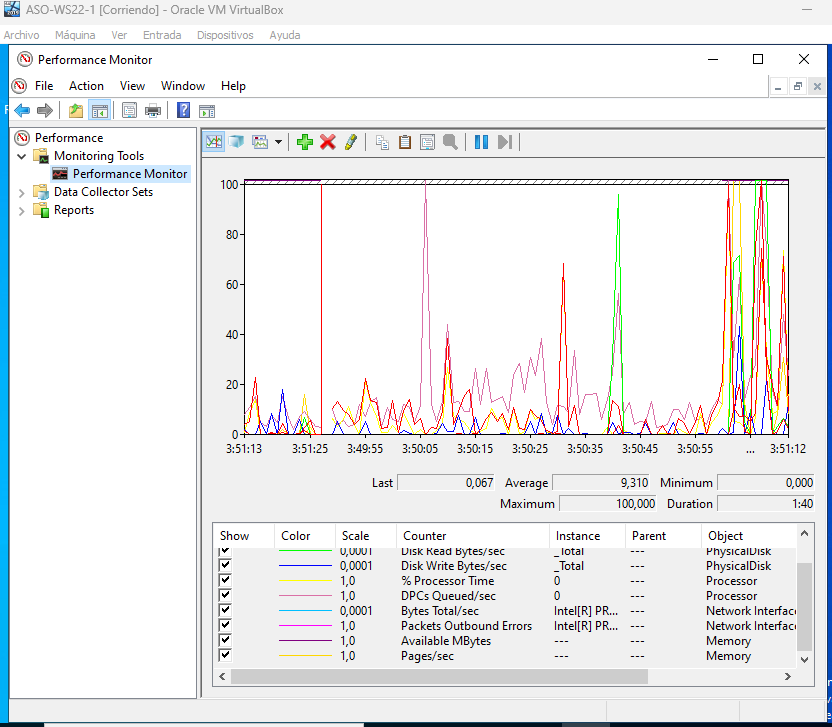 ASO-WS22-1 [Corriendo] - Oracle VM VirtualBox
Archivo Máquina Ver Entrada Dispositivos Ayuda
Performance Monitor
File Action View Window Help
Performance
Monitoring Tools
Performance Monitor
Data Collector Sets
Reports
100
80
60
40
20
0
3:51:13 3:51:25 3:49:55 3:50:05 3:50:15 3:50:25 3:50:35 3:50:45 3:50:55 ... 3:51:12
Last 0,067 Average 9,310 Minimum 0,000
Maximum 100,000 Duration 1:40
Show Color Scale Counter Instance Parent Object
0,0001 Disk Read Bytes/sec _Total --- PhysicalDisk
0,0001 Disk Write Bytes/sec _Total --- PhysicalDisk
1,0 % Processor Time 0 --- Processor
1,0 DPCs Queued/sec 0 --- Processor
0,0001 Bytes Total/sec Intel[R] PR... --- Network Interface
1,0 Packets Outbound Errors Intel[R] PR... --- Network Interface
1,0 Available MBytes --- --- Memory
1,0 Pages/sec --- --- Memory